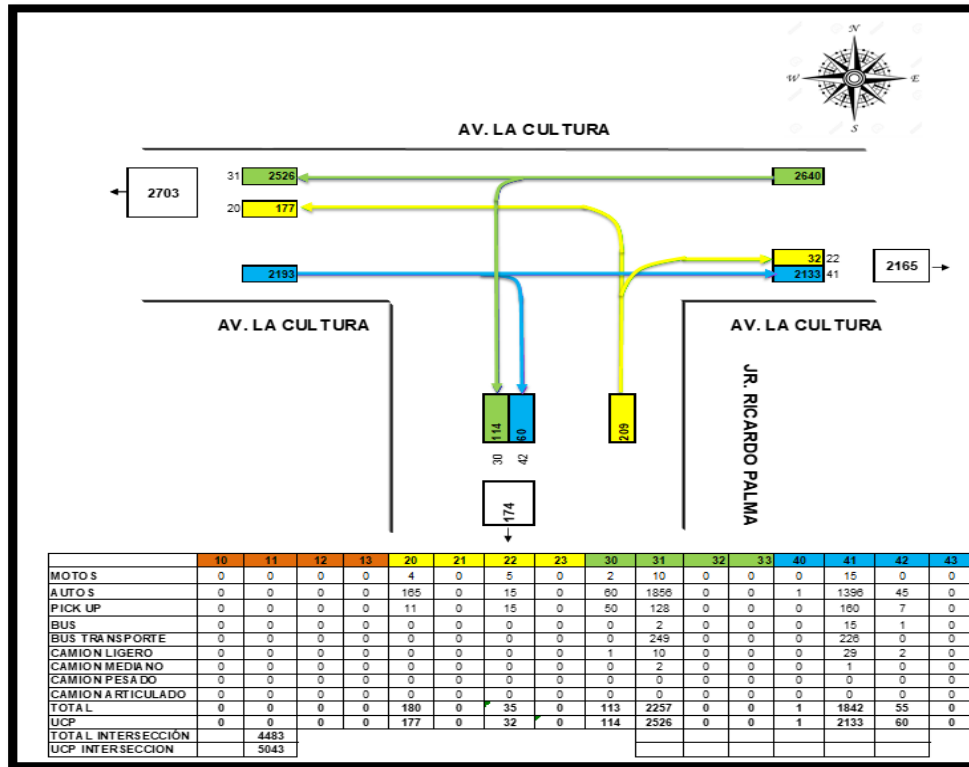 N
W E
S
AV. LA CULTURA
2703
31 2526
2640
20 177
2193
32 22
2133 41
2165
AV. LA CULTURA
AV. LA CULTURA
JR. RICARDO PALMA
114
60
209
30
42
174
10 11 12 13 20 21 22 23 30 31 32 33 40 41 42 43
MOTOS 0 0 0 0 4 0 5 0 2 10 0 0 0 15 0 0
AUTOS 0 0 0 0 165 0 15 0 60 1856 0 0 1 1396 45 0
PICK UP 0 0 0 0 11 0 15 0 50 128 0 0 0 160 7 0
BUS 0 0 0 0 0 0 0 0 0 2 0 0 0 15 1 0
BUS TRANSPORTE 0 0 0 0 0 0 0 0 0 249 0 0 0 226 0 0
CAMION LIGERO 0 0 0 0 0 0 0 0 1 10 0 0 0 29 2 0
CAMION MEDIANO 0 0 0 0 0 0 0 0 0 2 0 0 0 1 0 0
CAMION PESADO 0 0 0 0 0 0 0 0 0 0 0 0 0 0 0 0
CAMION ARTICULADO 0 0 0 0 0 0 0 0 0 0 0 0 0 0 0 0
TOTAL 0 0 0 0 180 0 35 0 113 2257 0 0 1 1842 55 0
UCP 0 0 0 0 177 0 32 0 114 2526 0 0 1 2133 60 0
TOTAL INTERSECCIÓN 4483
UCP INTERSECCION 5043